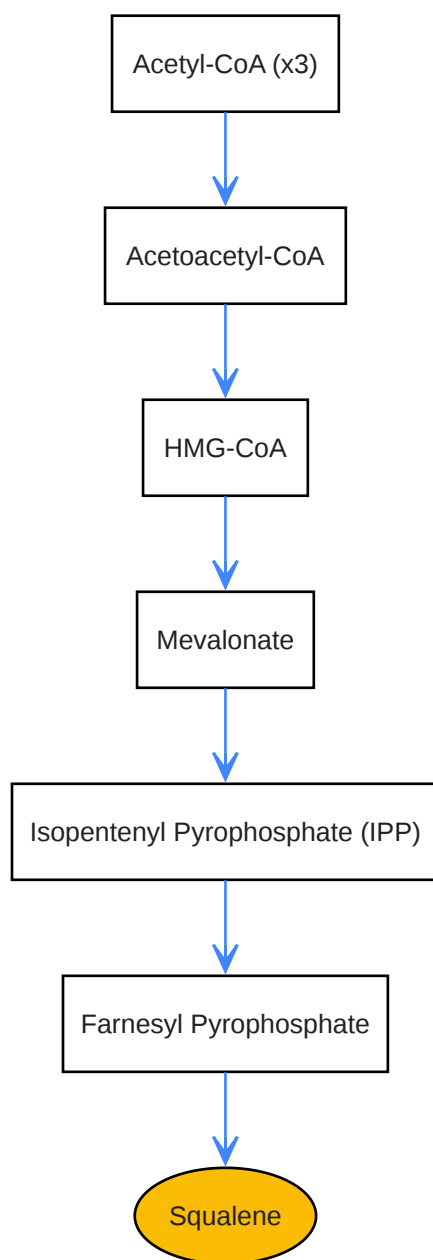 Acetyl-CoA (x3)
Acetoacetyl-CoA
HMG-CoA
Mevalonate
Isopentenyl Pyrophosphate (IPP)
Farnesyl Pyrophosphate
Squalene